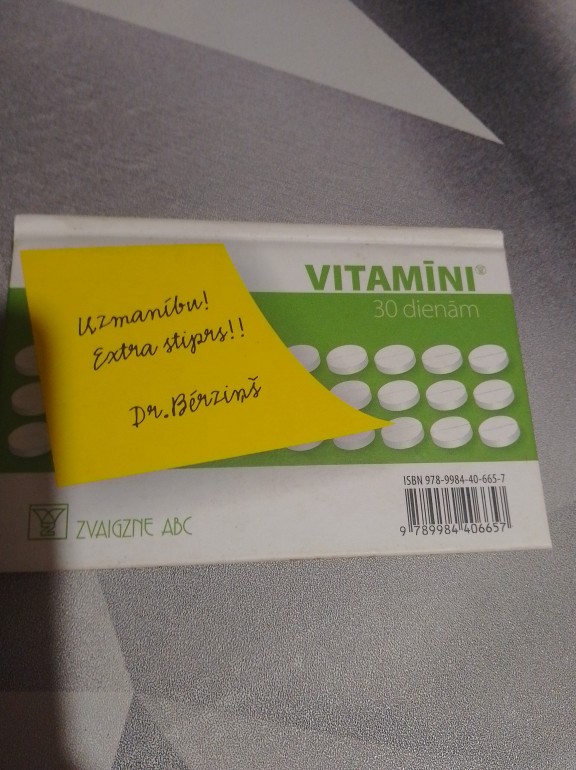 VITAMĪNI®
30 dienām
Uzmanību!
Extra stiprs!!
Dr.Bērziņš
ISBN 978-9984-40-665-7
9 789984 406657
ZVAIGZNE ABC